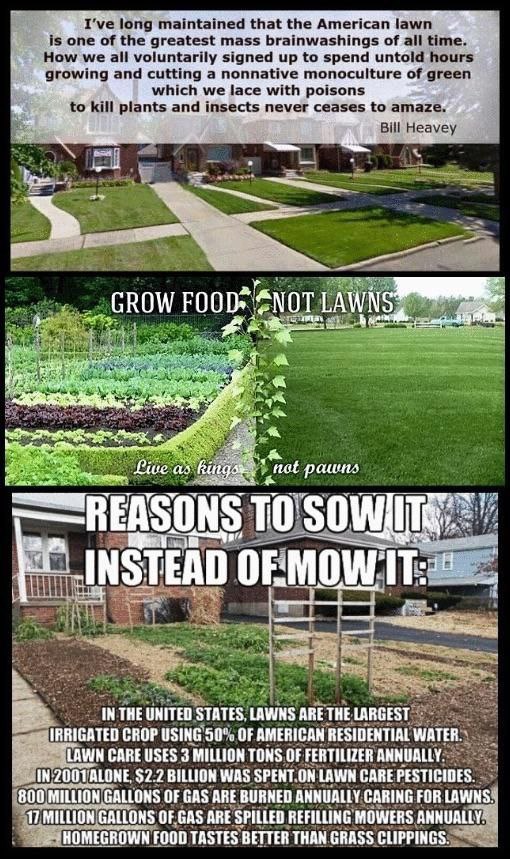 I've long maintained that the American lawn
is one of the greatest mass brainwashings of all time.
How we all voluntarily signed up to spend untold hours
growing and cutting a nonnative monoculture of green
which we lace with poisons
to kill plants and insects never ceases to amaze.
Bill Heavey
GROW FOOD, NOT LAWNS
Live as kings not pawns
REASONS TO SOW IT
INSTEAD OF MOW IT:
IN THE UNITED STATES, LAWNS ARE THE LARGEST
IRRIGATED CROP USING 50% OF AMERICAN RESIDENTIAL WATER.
LAWN CARE USES 3 MILLION TONS OF FERTILIZER ANNUALLY.
IN 2001 ALONE, $2.2 BILLION WAS SPENT ON LAWN CARE PESTICIDES.
800 MILLION GALLONS OF GAS ARE BURNED ANNUALLY CARING FOR LAWNS.
17 MILLION GALLONS OF GAS ARE SPILLED REFILLING MOWERS ANNUALLY.
HOMEGROWN FOOD TASTES BETTER THAN GRASS CLIPPINGS.